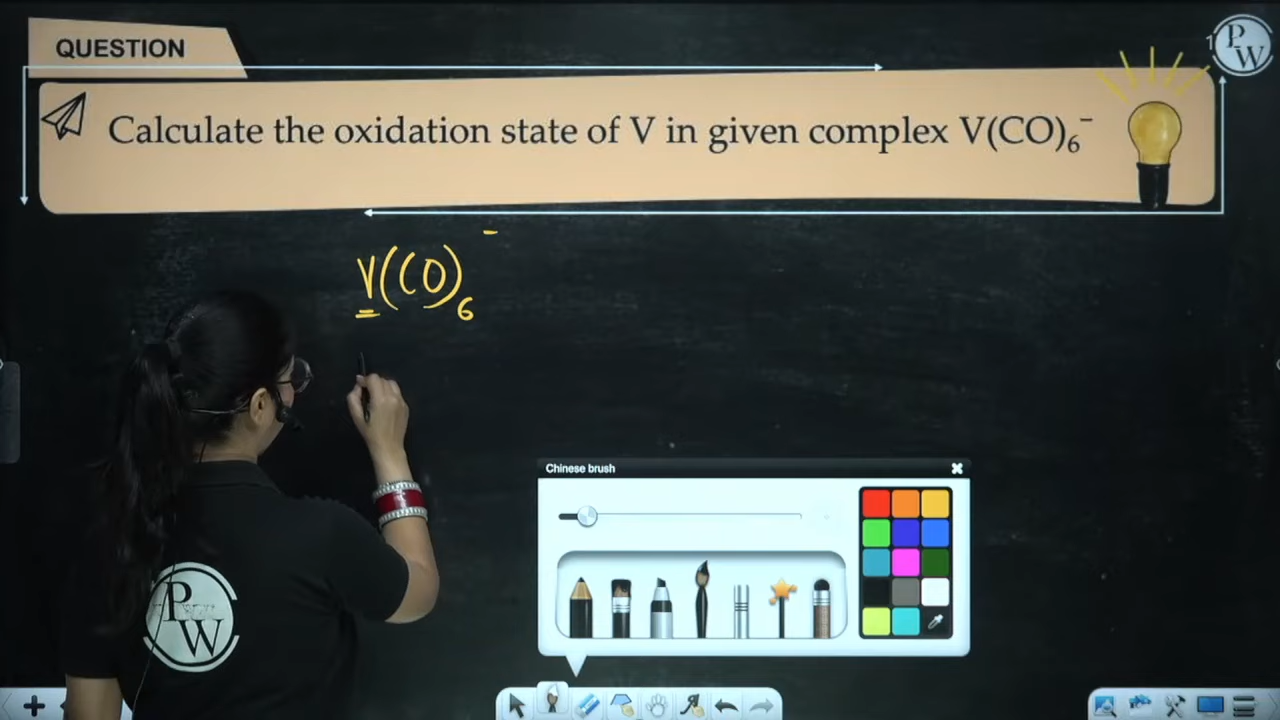 QUESTION
PW
Calculate the oxidation state of V in given complex V(CO)₆⁻
V(CO)₆⁻
Chinese brush
PW